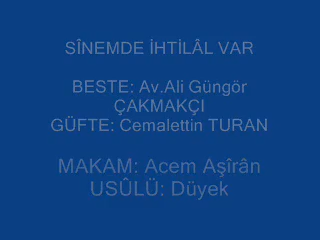 SÎNEMDE İHTİLÂL VAR
BESTE: Av.Ali Güngör
ÇAKMAKÇI
GÜFTE: Cemalettin TURAN
MAKAM: Acem Aşîrân
USÛLÜ: Düyek